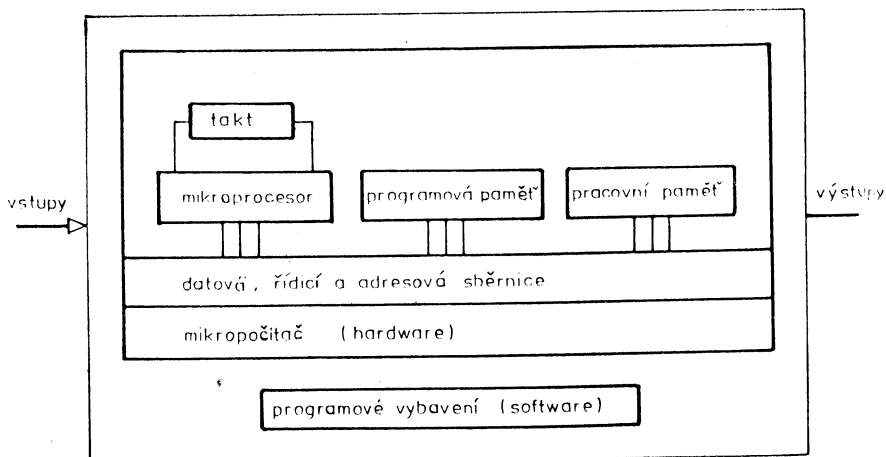 takt
mikroprocesor
programová paměť
pracovní paměť
vstupy
výstupy
datová, řídicí a adresová sběrnice
mikropočítač (hardware)
programové vybavení (software)